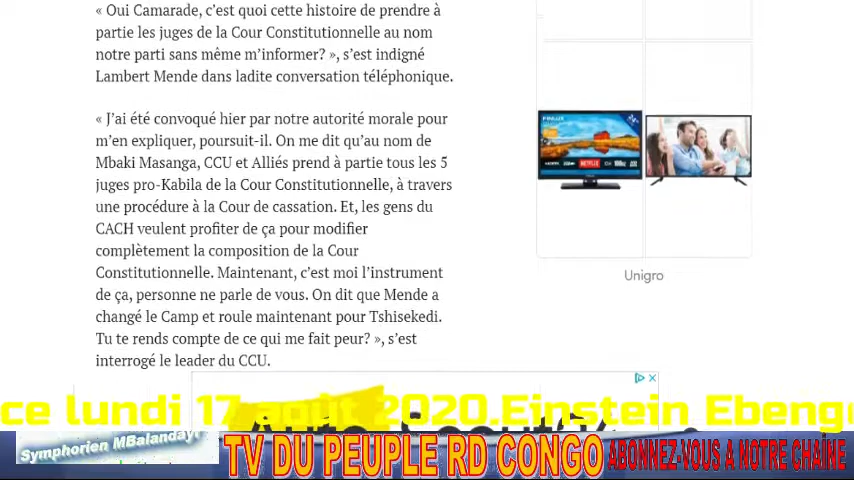 « Oui Camarade, c’est quoi cette histoire de prendre à
partie les juges de la Cour Constitutionnelle au nom
notre parti sans même m’informer? », s’est indigné
Lambert Mende dans ladite conversation téléphonique.
« J’ai été convoqué hier par notre autorité morale pour
m’en expliquer, poursuit-il. On me dit qu’au nom de
Mbaki Masanga, CCU et Alliés prend à partie tous les 5
juges pro-Kabila de la Cour Constitutionnelle, à travers
une procédure à la Cour de cassation. Et, les gens du
CACH veulent profiter de ça pour modifier
complètement la composition de la Cour
Constitutionnelle. Maintenant, c’est moi l’instrument
de ça, personne ne parle de vous. On dit que Mende a
changé le Camp et roule maintenant pour Tshisekedi.
Tu te rends compte de ce qui me fait peur? », s’est
interrogé le leader du CCU.
NETFLIX
Unigro
ce lundi 17 août 2020.Einstein Ebeng
Symphorien MBalanday
TV DU PEUPLE RD CONGO
ABONNEZ-VOUS A NOTRE CHAÎNE